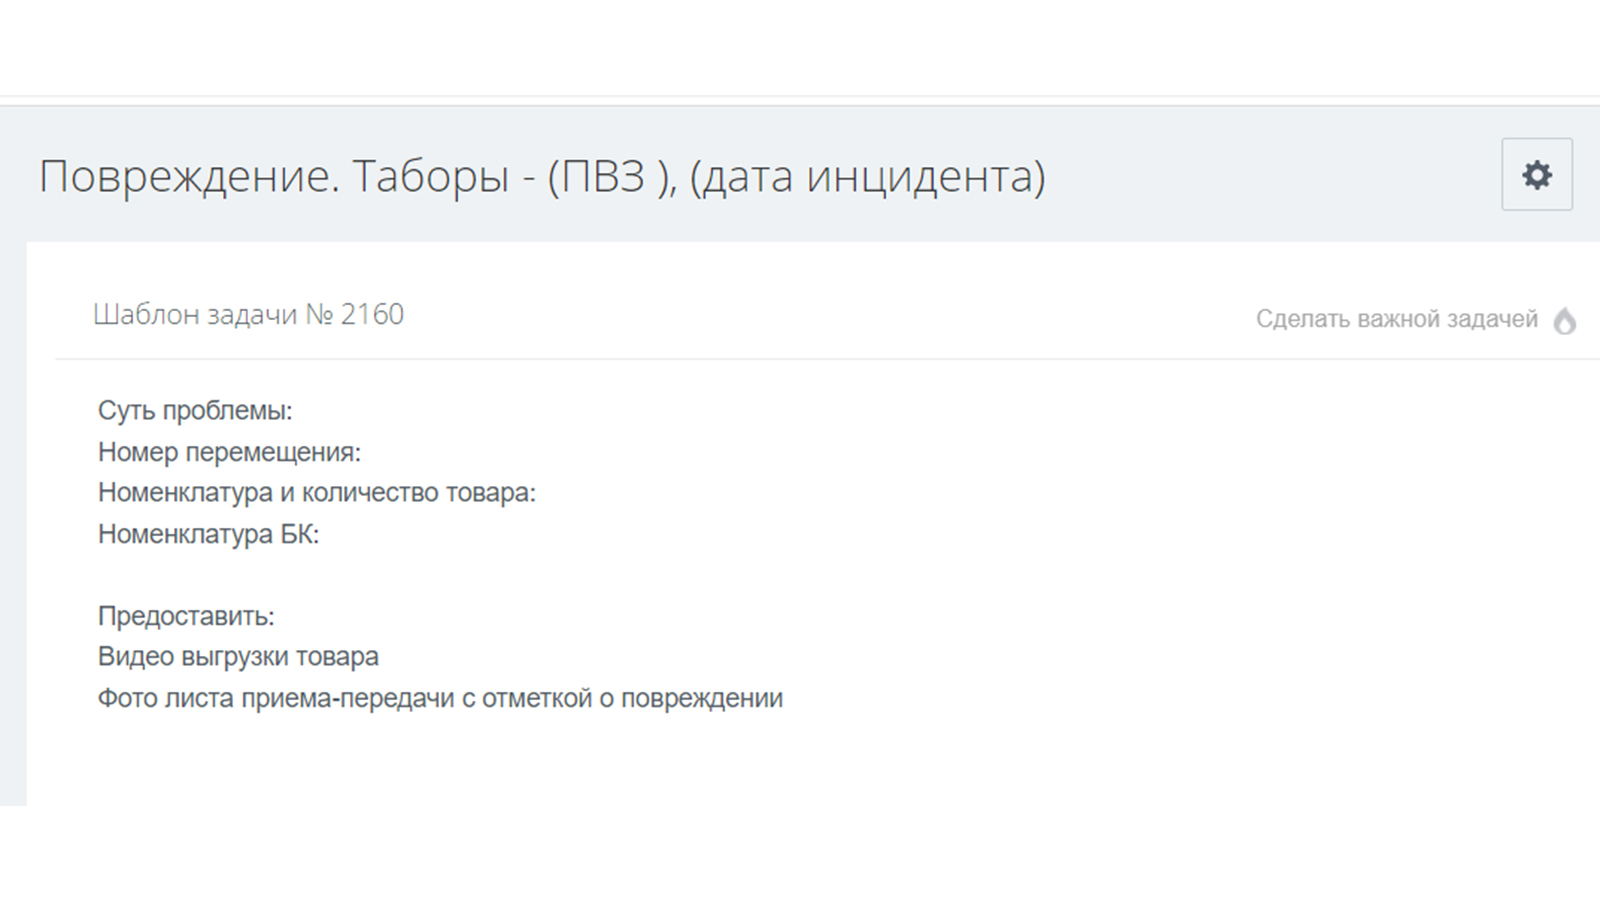 Повреждение. Таборы - (ПВЗ ), (дата инцидента)
Шаблон задачи № 2160
Сделать важной задачей
Суть проблемы:
Номер перемещения:
Номенклатура и количество товара:
Номенклатура БК:
Предоставить:
Видео выгрузки товара
Фото листа приема-передачи с отметкой о повреждении